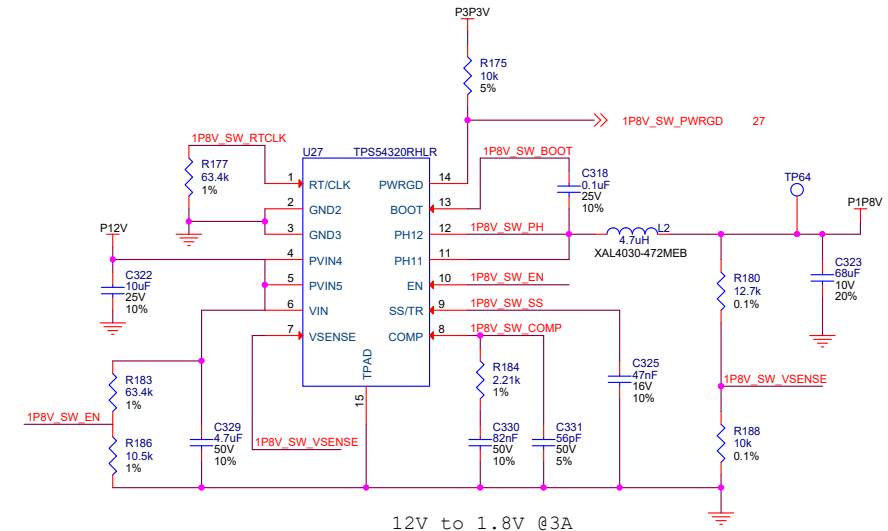 P3P3V
R175
10k
5%
1P8V_SW_PWRGD 27
1P8V_SW_RTCLK
R177
63.4k
1%
U27 TPS54320RHLR
1P8V_SW_BOOT
C318
0.1uF
25V
10%
TP64
P1P8V
1 RT/CLK PWRGD 14
2 GND2 BOOT 13
3 GND3 PH12 12 1P8V_SW_PH
4 PVIN4 PH11 11
5 PVIN5 EN 10 1P8V_SW_EN
6 VIN SS/TR 9 1P8V_SW_SS
7 VSENSE COMP 8 1P8V_SW_COMP
TPAD
15
L2
4.7uH
XAL4030-472MEB
P12V
C322
10uF
25V
10%
R180
12.7k
0.1%
C323
68uF
10V
20%
R183
63.4k
1%
1P8V_SW_EN
R186
10.5k
1%
C329
4.7uF
50V
10%
1P8V_SW_VSENSE
R184
2.21k
1%
C330
82nF
50V
10%
C331
56pF
50V
5%
C325
47nF
16V
10%
1P8V_SW_VSENSE
R188
10k
0.1%
12V to 1.8V @3A